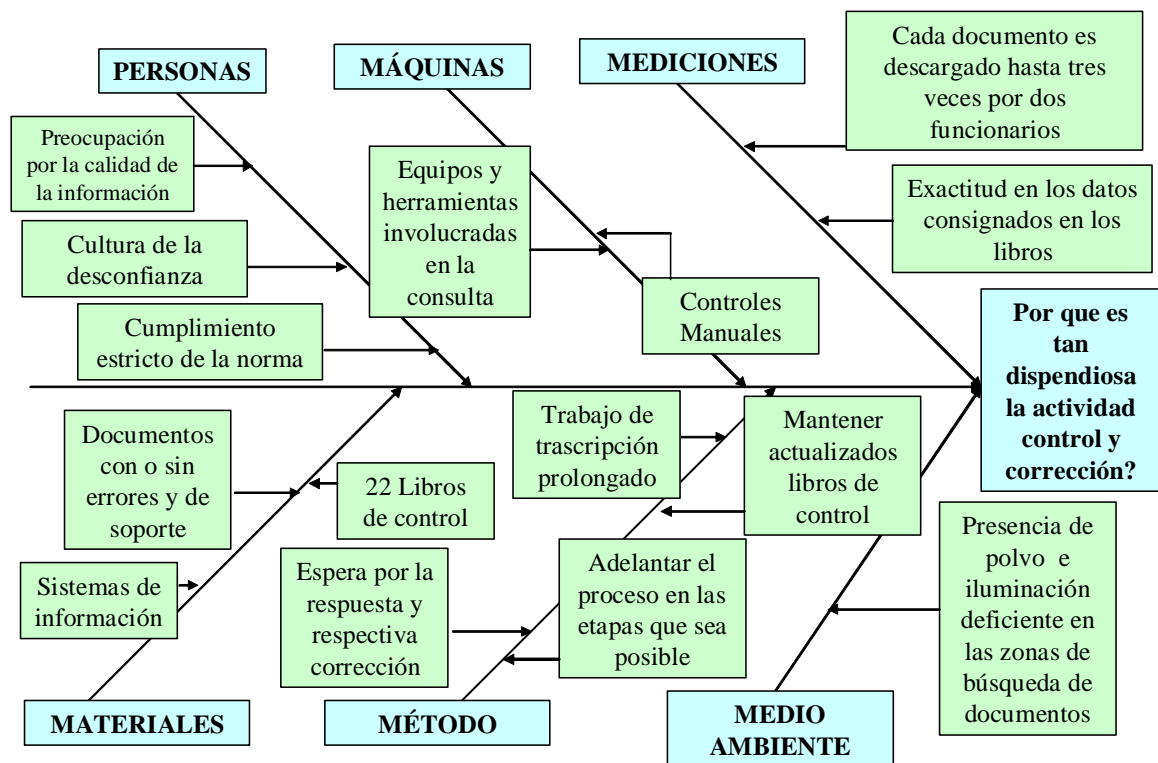 PERSONAS
MÁQUINAS
MEDICIONES
Cada documento es
descargado hasta tres
veces por dos
funcionarios
Preocupación
por la calidad de
la información
Equipos y
herramientas
involucradas
en la
consulta
Exactitud en los datos
consignados en los
libros
Cultura de la
desconfianza
Controles
Manuales
Cumplimiento
estricto de la norma
Por que es
tan
dispendiosa
la actividad
control y
corrección?
Documentos
con o sin
errores y de
soporte
22 Libros
de control
Trabajo de
trascripción
prolongado
Mantener
actualizados
libros de
control
Sistemas de
información
Espera por la
respuesta y
respectiva
corrección
Adelantar el
proceso en las
etapas que sea
posible
Presencia de
polvo e
iluminación
deficiente en
las zonas de
búsqueda de
documentos
MATERIALES
MÉTODO
MEDIO
AMBIENTE